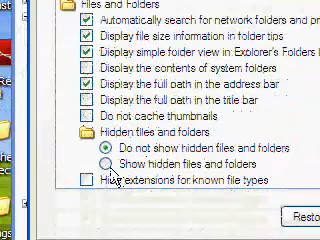 Files and Folders
Automatically search for network folders and pr
Display file size information in folder tips
Display simple folder view in Explorer's Folders l
Display the contents of system folders
Display the full path in the address bar
Display the full path in the title bar
Do not cache thumbnails
Hidden files and folders
Do not show hidden files and folders
Show hidden files and folders
Hide extensions for known file types
Resto